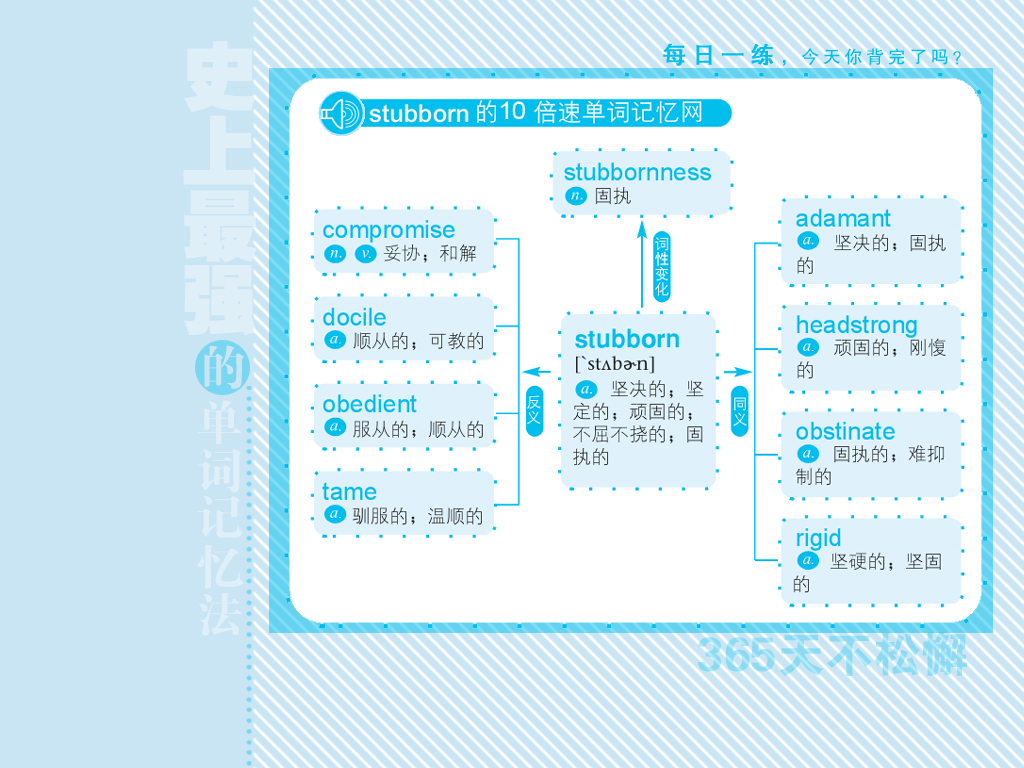 每日一练，今天你背完了吗？
史上最强的单词记忆法
stubborn 的10 倍速单词记忆网
stubbornness
n. 固执
词性变化
compromise
n. v. 妥协；和解
docile
a. 顺从的；可教的
obedient
a. 服从的；顺从的
tame
a. 驯服的；温顺的
反义
stubborn
[ˋstʌbɚn]
a. 坚决的；坚
定的；顽固的；
不屈不挠的；固
执的
同义
adamant
a. 坚决的；固执
的
headstrong
a. 顽固的；刚愎
的
obstinate
a. 固执的；难抑
制的
rigid
a. 坚硬的；坚固
的
365天不松懈